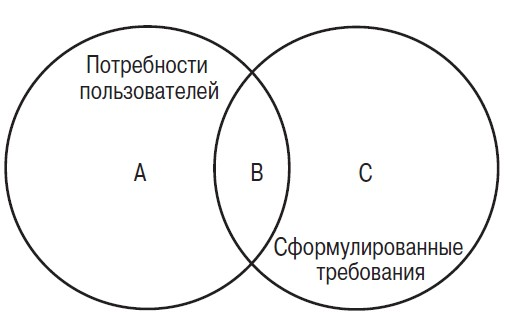 Потребности
пользователей
A
B
C
Сформулированные
требования